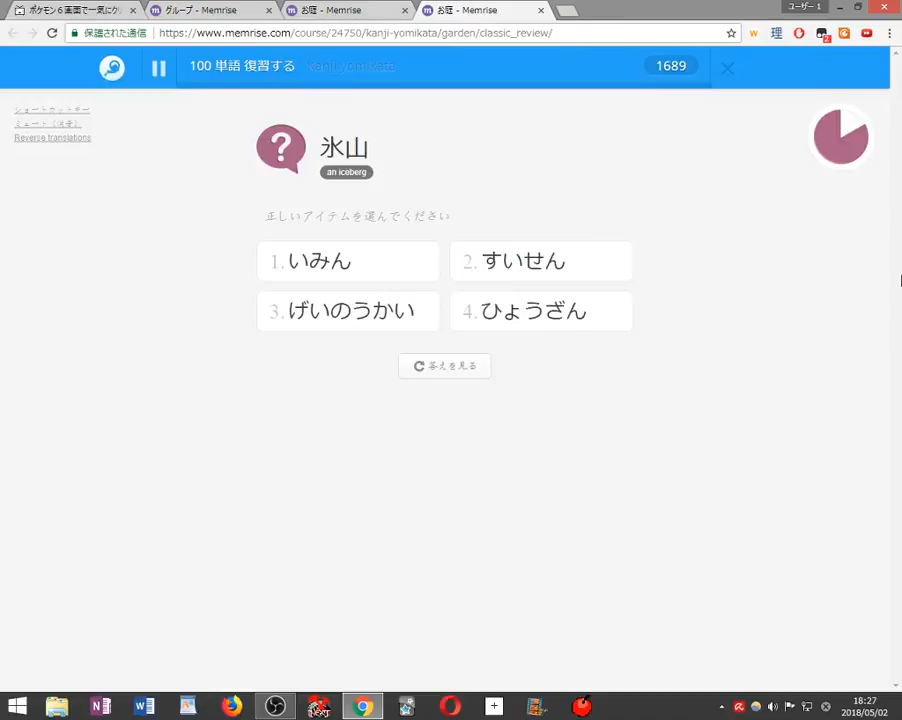 ポケモン６画面で一気にク
グループ - Memrise
お庭 - Memrise
お庭 - Memrise
ユーザー 1
保護された通信
https://www.memrise.com/course/24750/kanji-yomikata/garden/classic_review/
100 単語 復習する
kanji.yomikata
1689
ショートカットキー
Reverse translations
氷山
an iceberg
正しいアイテムを選んでください
1. いみん
2. すいせん
3. げいのうかい
4. ひょうざん
答えを見る
18:27
2018/05/02